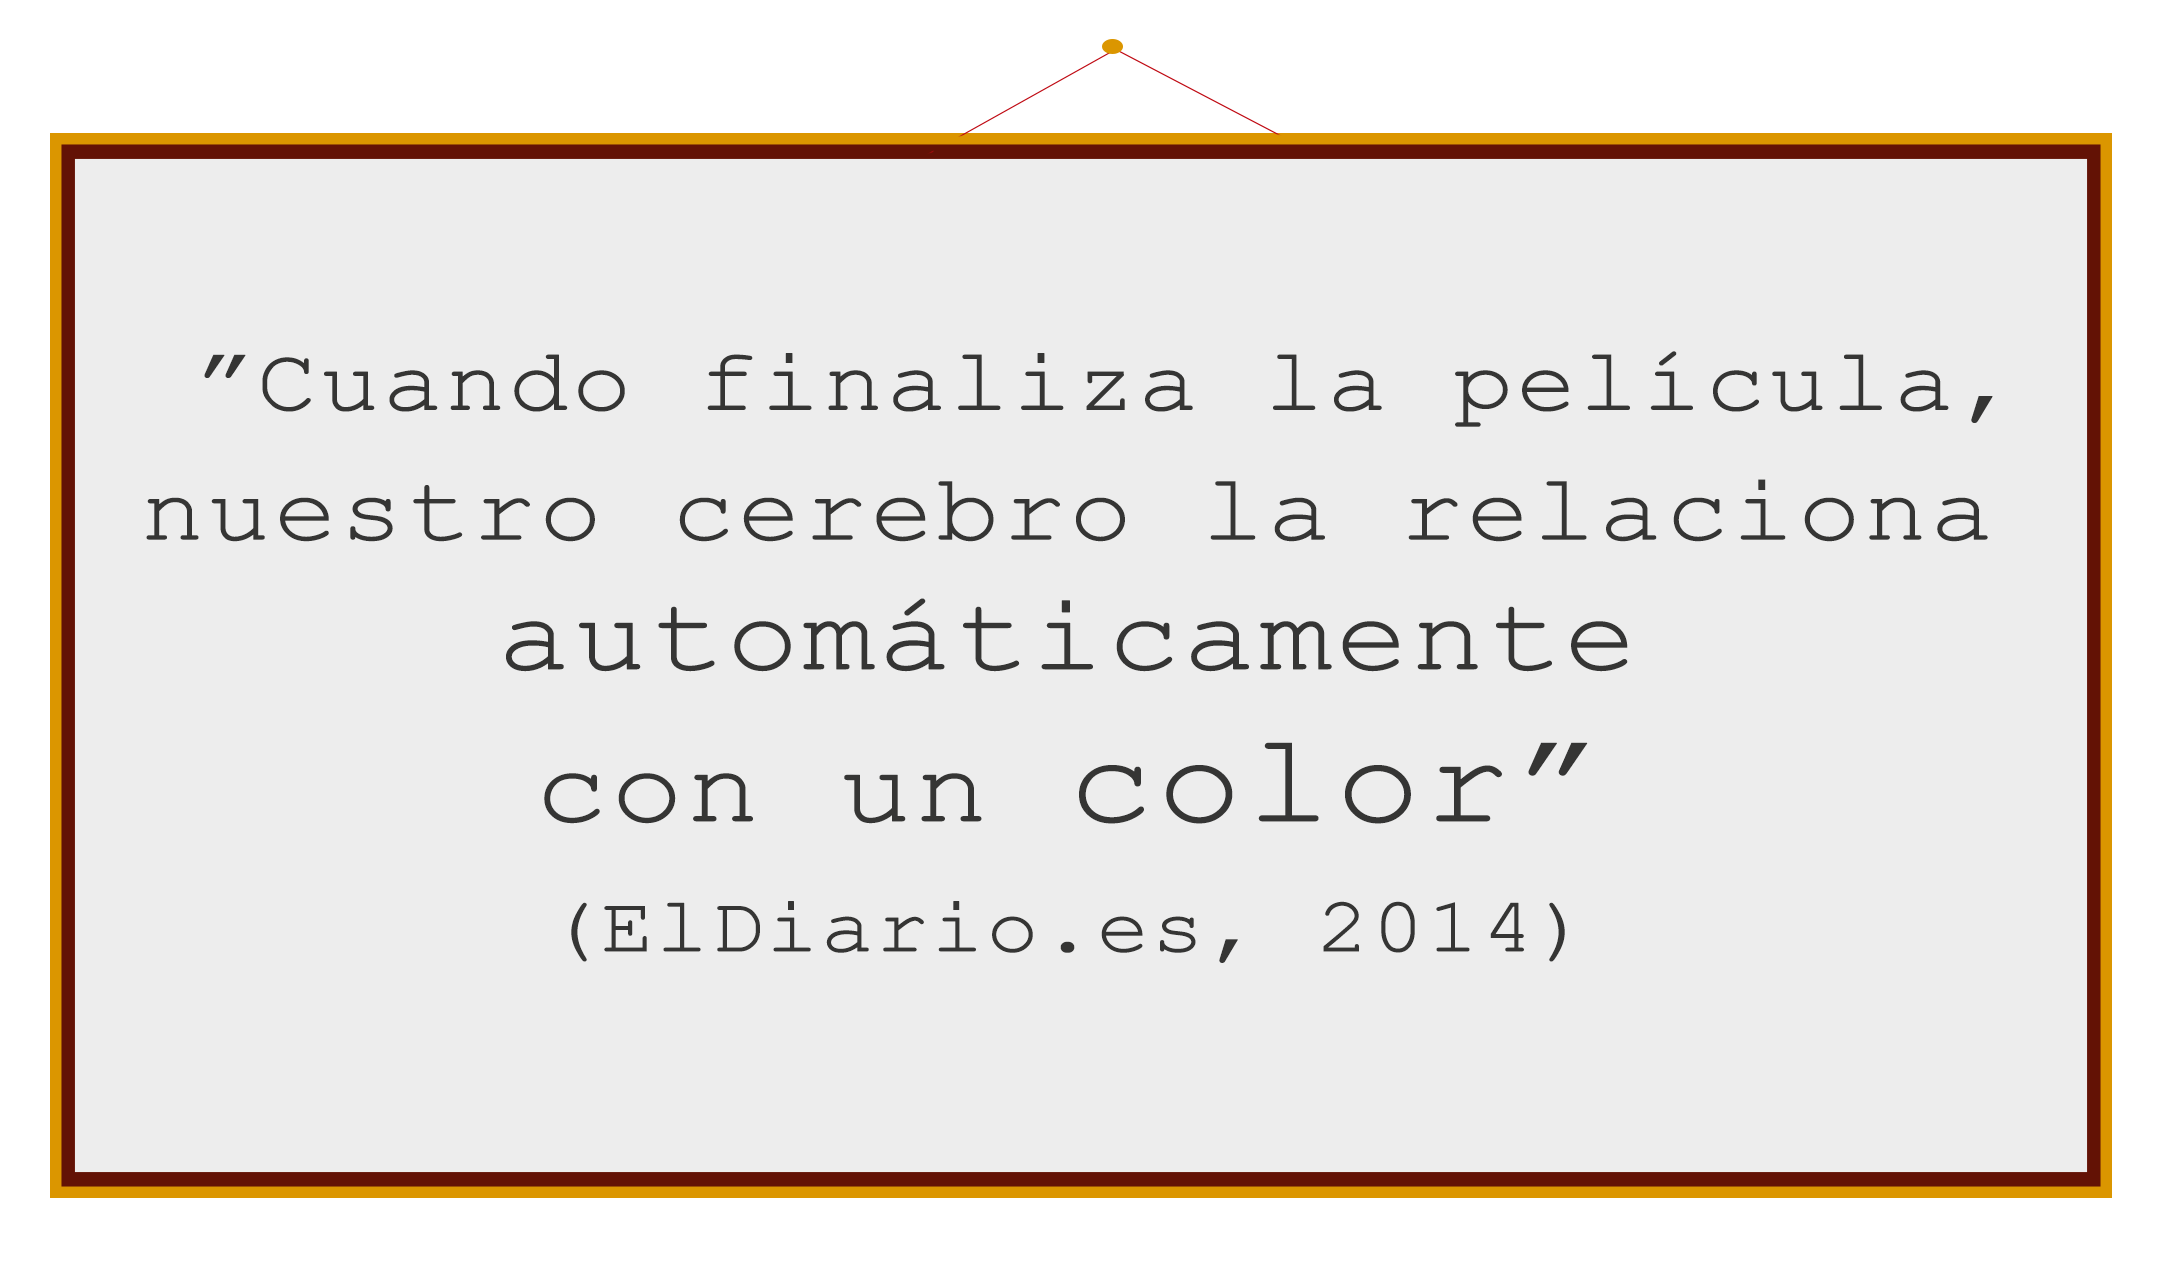 ”Cuando finaliza la película,
nuestro cerebro la relaciona
automáticamente
con un color”
(ElDiario.es, 2014)